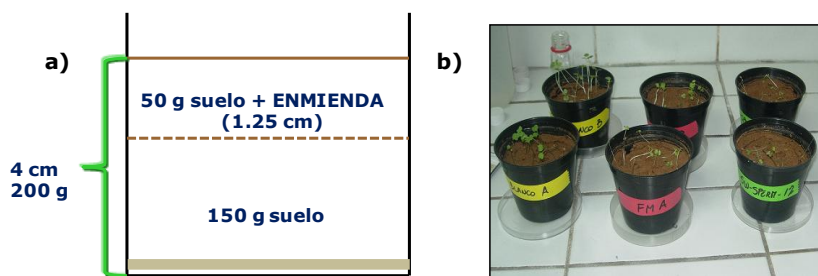 a)
50 g suelo + ENMIENDA
(1.25 cm)
4 cm
200 g
150 g suelo
b)
BLANCO A
FM A